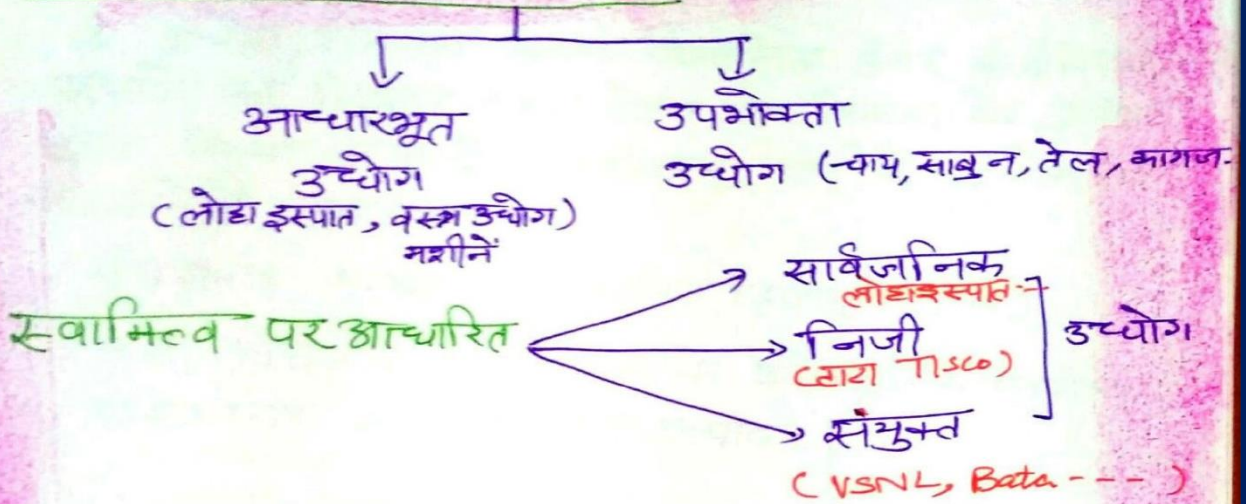 आधारभूत
उद्योग
(लोहा इस्पात, वस्त्र उद्योग)
मशीनें
उपभोक्ता
उद्योग (चाय, साबुन, तेल, कागज-
स्वामित्व पर आधारित
सार्वजनिक
लोहा इस्पात--
निजी
(टाटा TISCO)
संयुक्त
(VSNL, Bata ----)
उद्योग